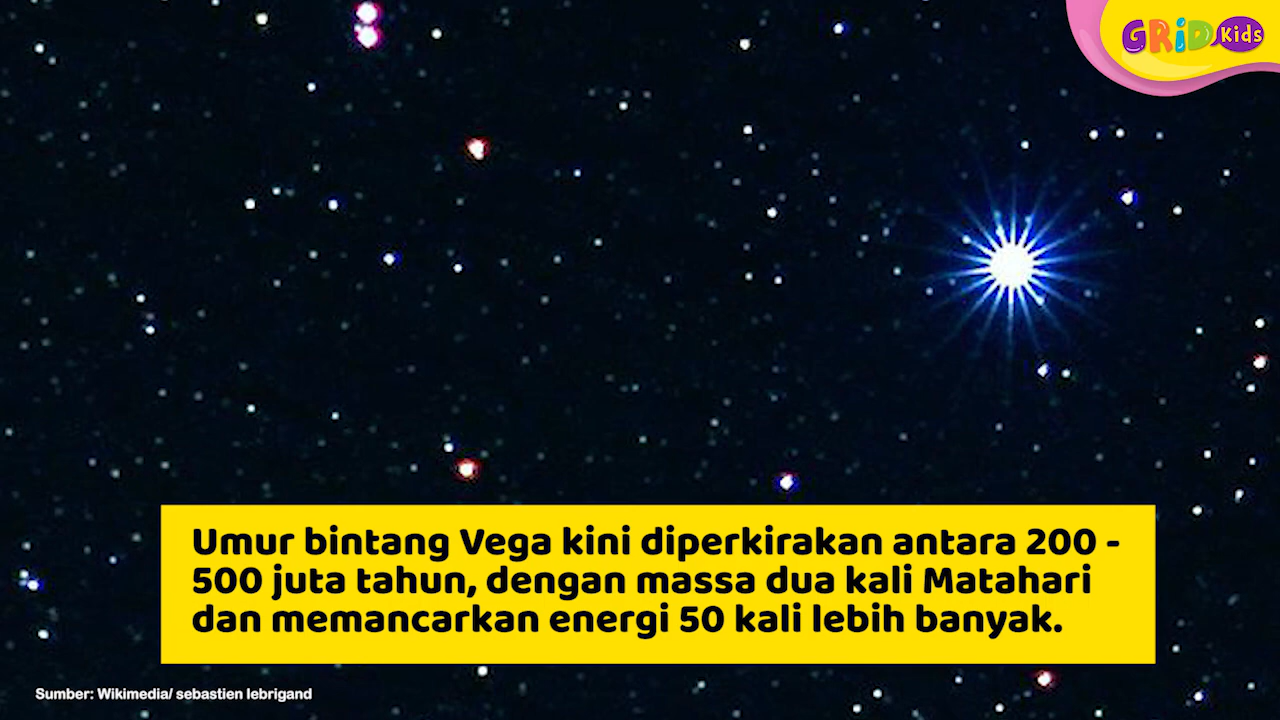 GRID Kids
Umur bintang Vega kini diperkirakan antara 200 -
500 juta tahun, dengan massa dua kali Matahari
dan memancarkan energi 50 kali lebih banyak.
Sumber: Wikimedia/ sebastien lebrigand